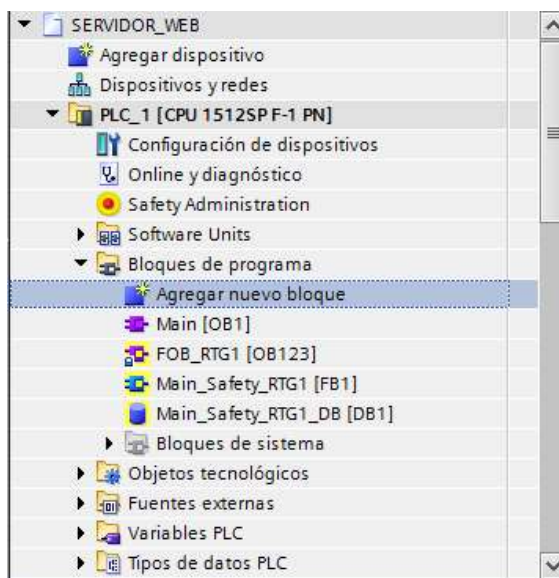 SERVIDOR_WEB
Agregar dispositivo
Dispositivos y redes
PLC_1 [CPU 1512SP F-1 PN]
Configuración de dispositivos
Online y diagnóstico
Safety Administration
Software Units
Bloques de programa
Agregar nuevo bloque
Main [OB1]
FOB_RTG1 [OB123]
Main_Safety_RTG1 [FB1]
Main_Safety_RTG1_DB [DB1]
Bloques de sistema
Objetos tecnológicos
Fuentes externas
Variables PLC
Tipos de datos PLC